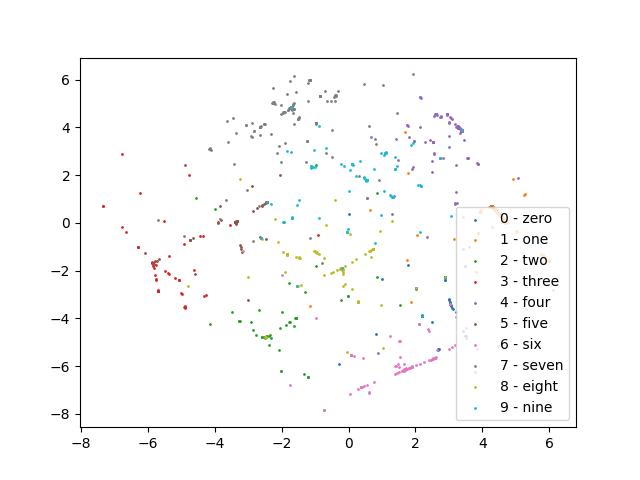 6
4
2
0
−2
−4
−6
−8
−8
−6
−4
−2
0
2
4
6
0 - zero
1 - one
2 - two
3 - three
4 - four
5 - five
6 - six
7 - seven
8 - eight
9 - nine